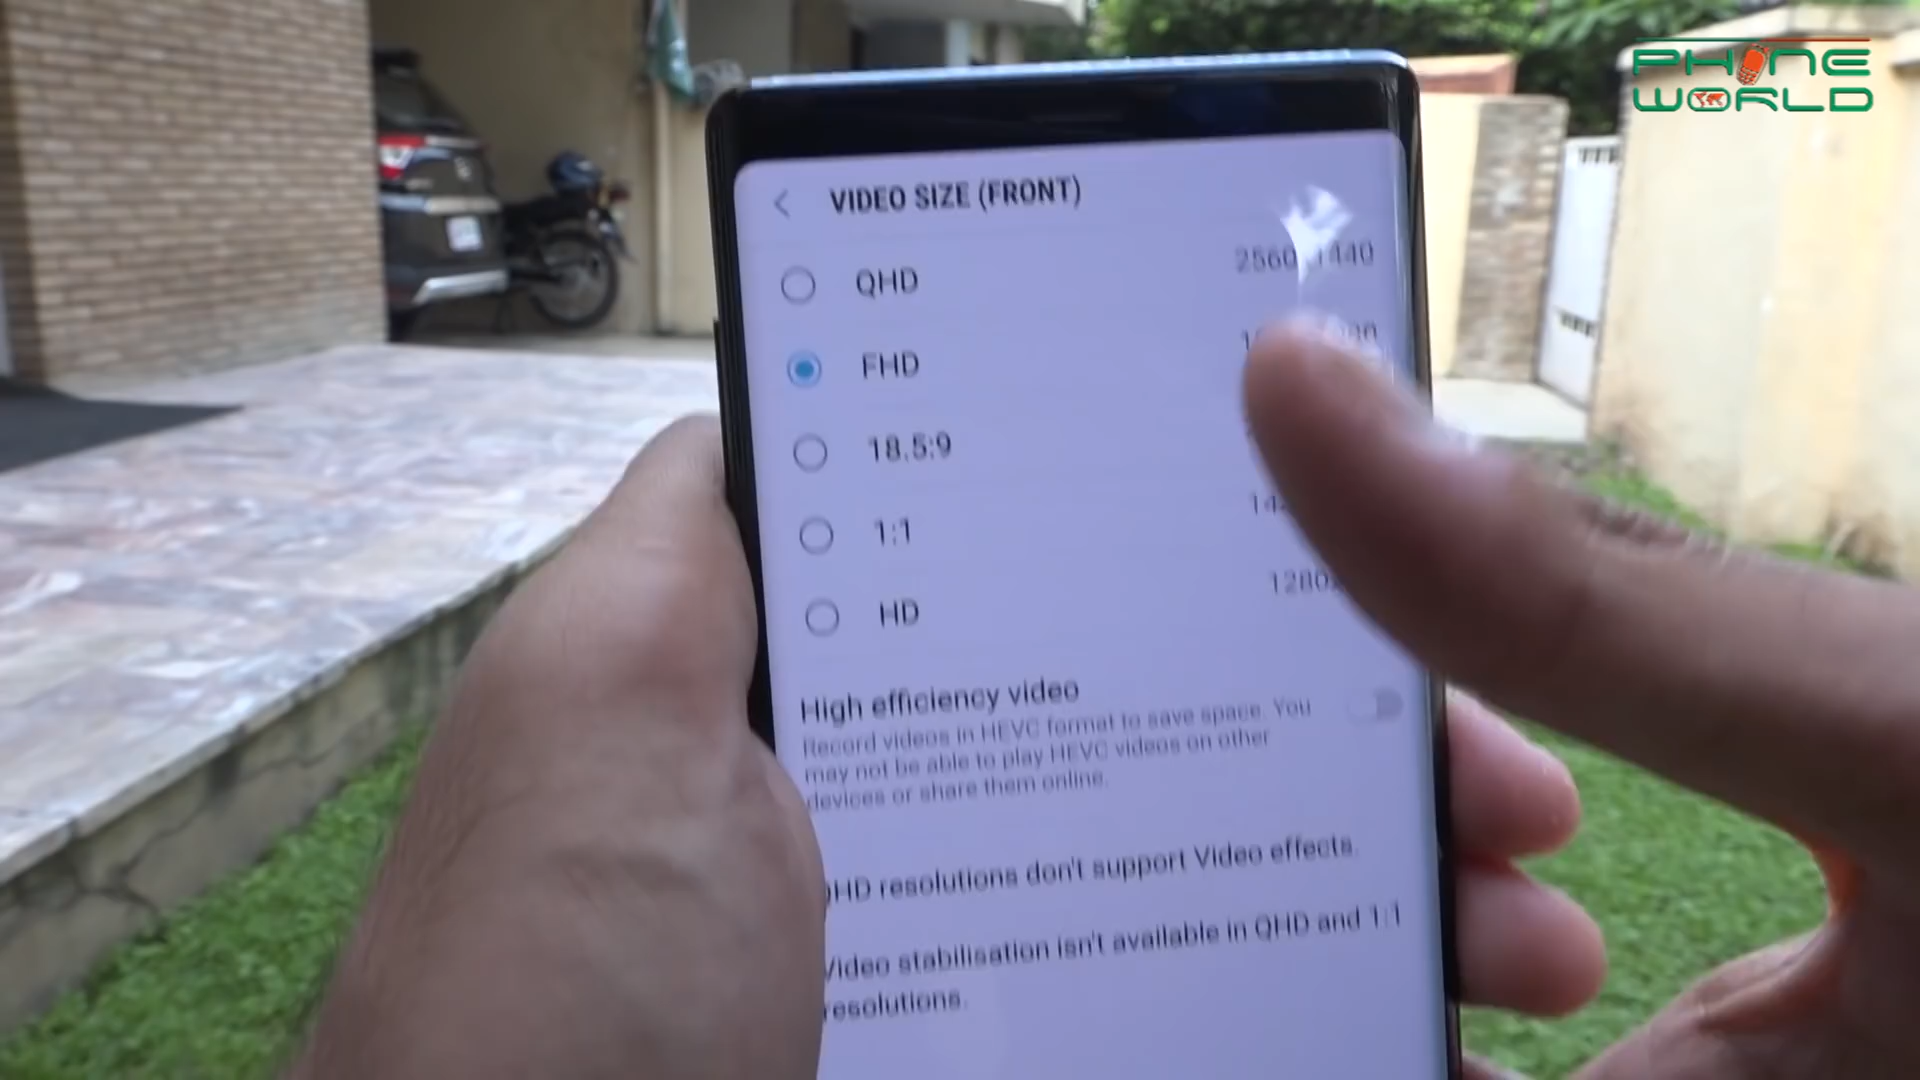 PHONE
WORLD
VIDEO SIZE (FRONT)
QHD
FHD
18.5:9
1:1
HD
High efficiency video
Record videos in HEVC format to save space. You
may not be able to play HEVC videos on other
devices or share them online.
resolutions don't support Video effects.
Video stabilisation isn't available in QHD and 1:1
resolutions.